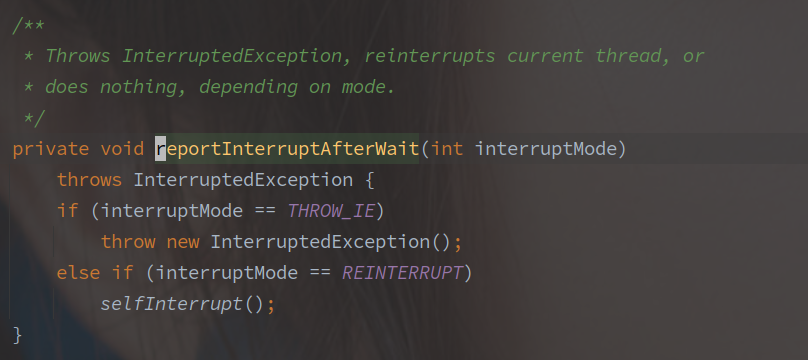 /**
 * Throws InterruptedException, reinterrupts current thread, or
 * does nothing, depending on mode.
 */
private void reportInterruptAfterWait(int interruptMode)
    throws InterruptedException {
    if (interruptMode == THROW_IE)
        throw new InterruptedException();
    else if (interruptMode == REINTERRUPT)
        selfInterrupt();
}